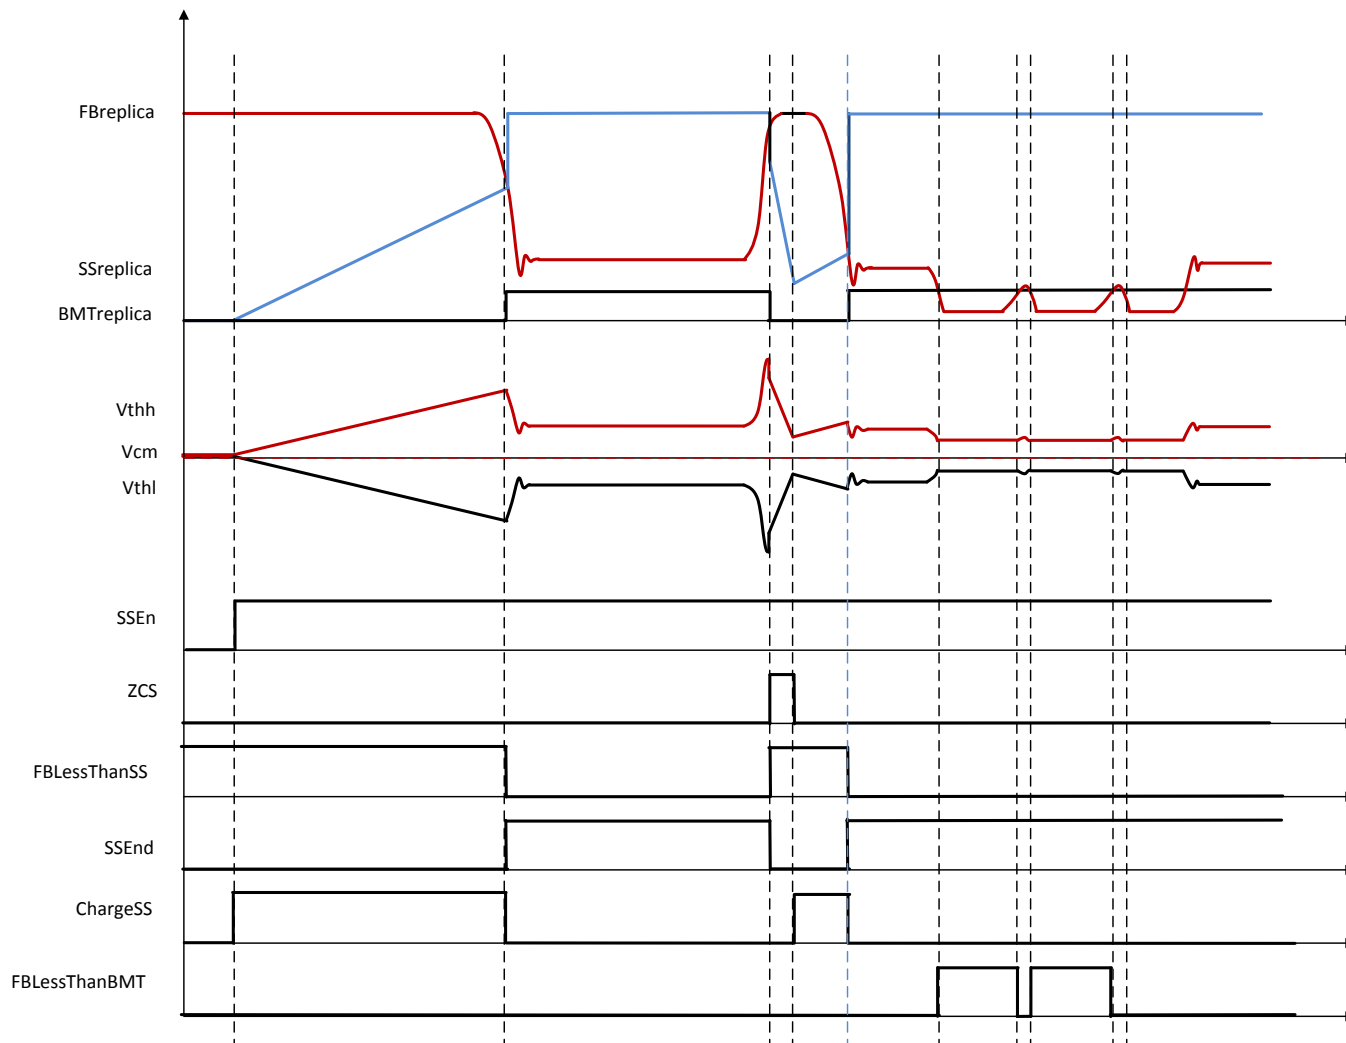 FBreplica
SSreplica
BMTreplica
Vthh
Vcm
Vthl
SSEn
ZCS
FBLessThanSS
SSEnd
ChargeSS
FBLessThanBMT